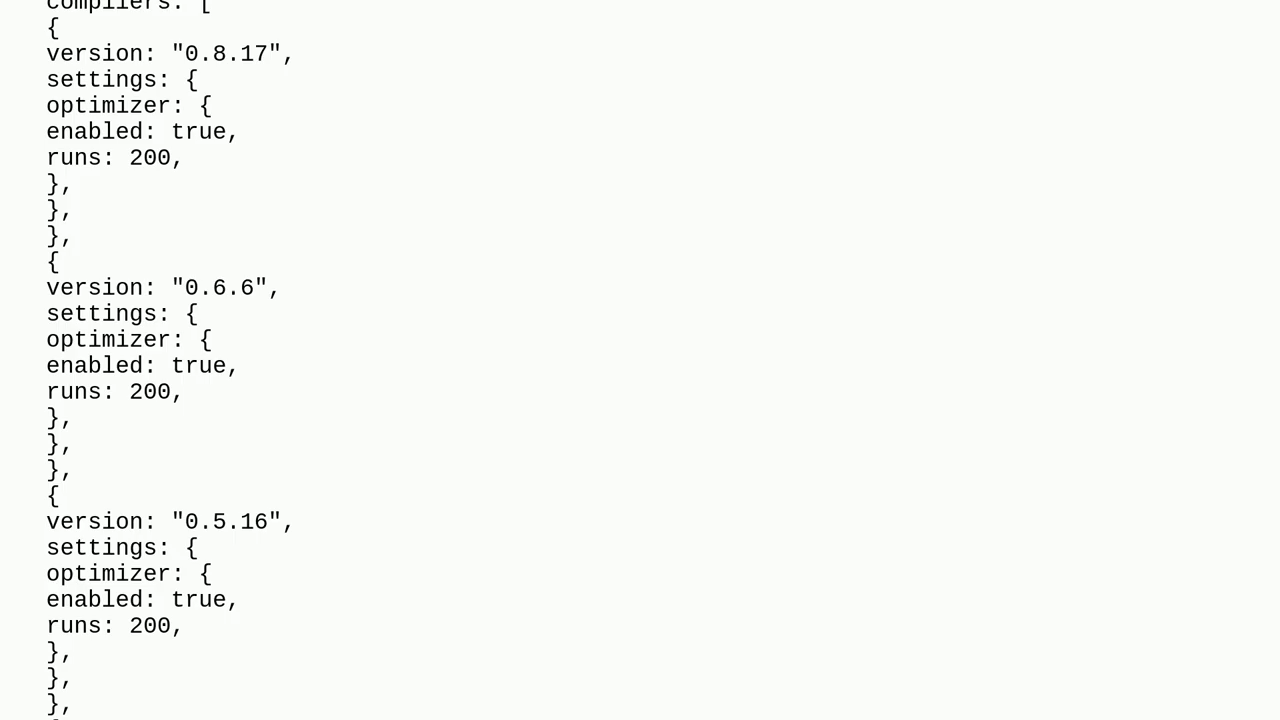 compilers: [
{
version: "0.8.17",
settings: {
optimizer: {
enabled: true,
runs: 200,
},
},
},
{
version: "0.6.6",
settings: {
optimizer: {
enabled: true,
runs: 200,
},
},
},
{
version: "0.5.16",
settings: {
optimizer: {
enabled: true,
runs: 200,
},
},
},